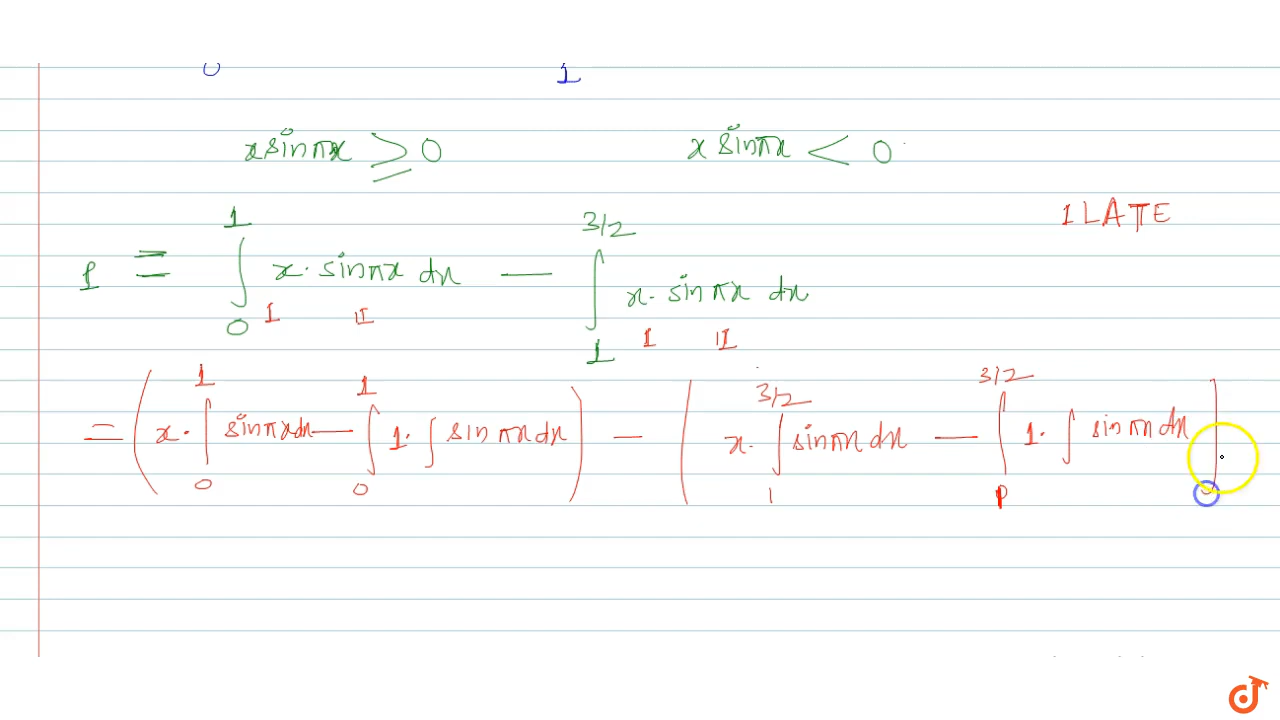 0 1
x sin πx ≥ 0 x sin πx < 0
1 LATE
I = ∫₀¹ x · sin πx dx − ∫₁^{3/2} x · sin πx dx
I II I II
= ( x · ∫₀¹ sin πx dx − ∫₀¹ 1 · ∫ sin πx dx ) − ( x · ∫₁^{3/2} sin πx dx − ∫₁^{3/2} 1 · ∫ sin πx dx )